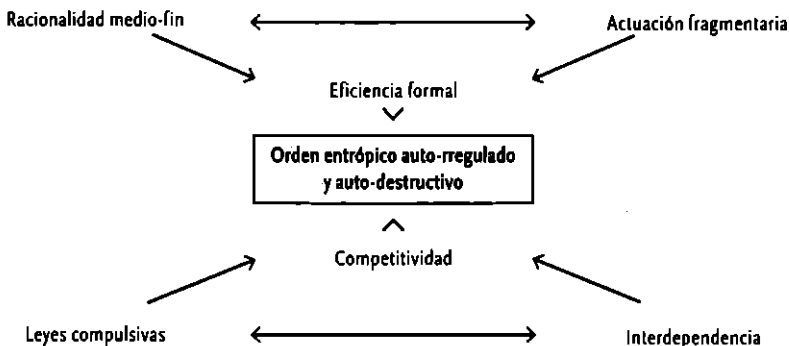 Racionalidad medio-fin
Actuación fragmentaria
Eficiencia formal
Orden entrópico auto-rregulado
y auto-destructivo
Competitividad
Leyes compulsivas
Interdependencia